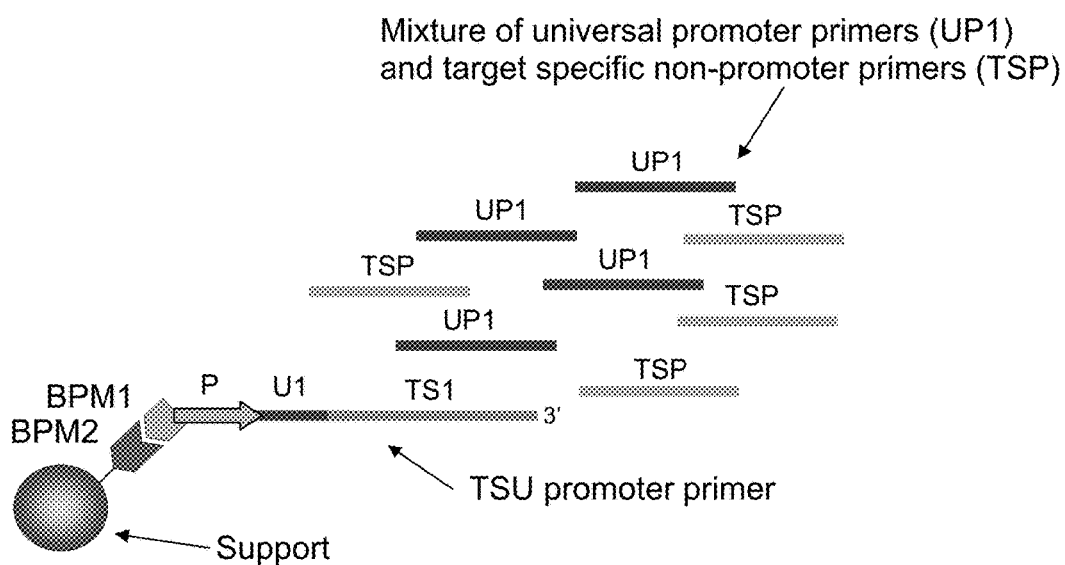 Mixture of universal promoter primers (UP1)
and target specific non-promoter primers (TSP)
UP1
UP1
TSP
TSP
UP1
TSP
UP1
TSP
BPM1
P
U1
TS1
3'
BPM2
TSU promoter primer
Support